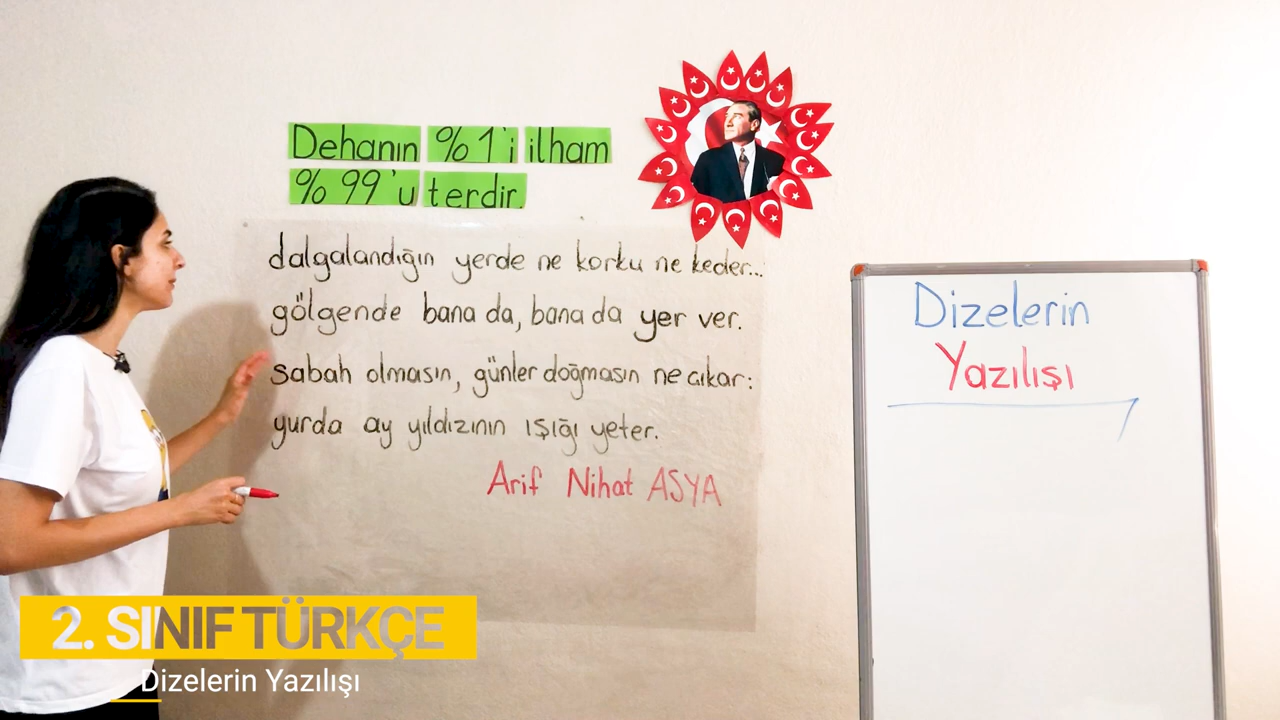 Dehanın %1'i ilham
%99'u terdir.
dalgalandığın yerde ne korku ne keder...
gölgende bana da, bana da yer ver.
sabah olmasın, günler doğmasın ne cıkar:
yurda ay yıldızının ışığı yeter.
Arif Nihat ASYA
Dizelerin
Yazılışı
2. SINIF TÜRKÇE
Dizelerin Yazılışı